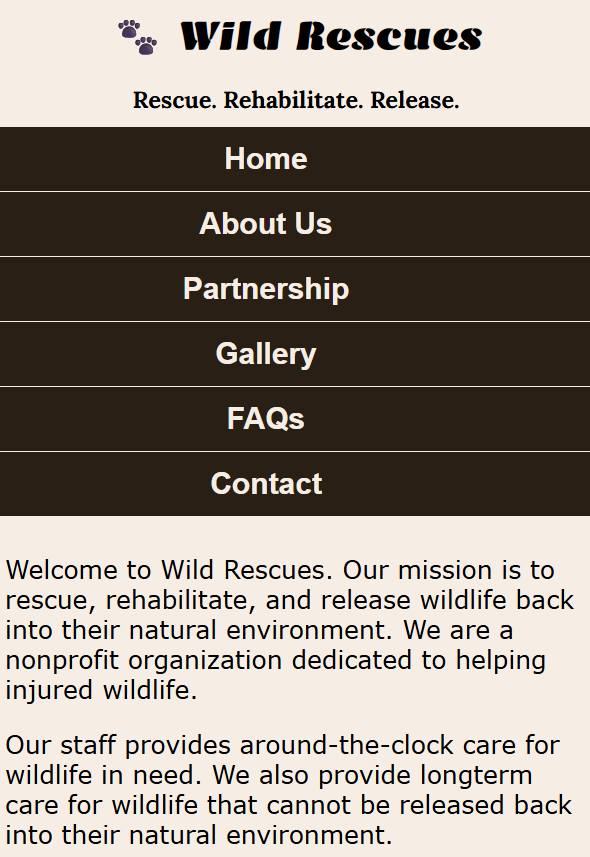 Wild Rescues
Rescue. Rehabilitate. Release.
Home
About Us
Partnership
Gallery
FAQs
Contact
Welcome to Wild Rescues. Our mission is to
rescue, rehabilitate, and release wildlife back
into their natural environment. We are a
nonprofit organization dedicated to helping
injured wildlife.
Our staff provides around-the-clock care for
wildlife in need. We also provide longterm
care for wildlife that cannot be released back
into their natural environment.